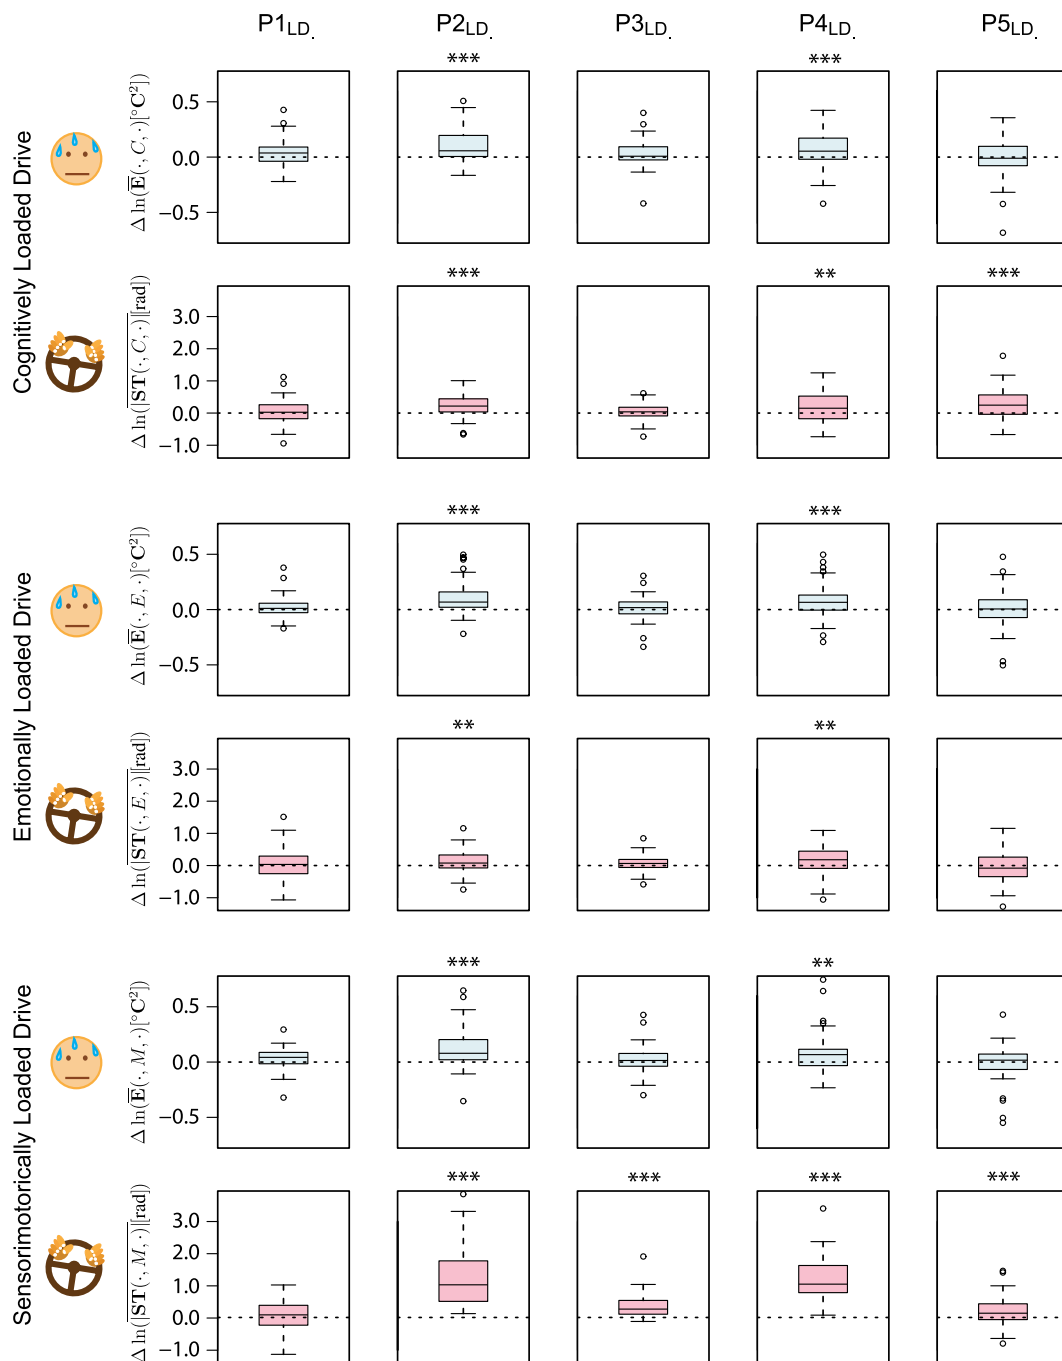 P1LD. P2LD. P3LD. P4LD. P5LD.
*** ***
Cognitively Loaded Drive
Δ ln(E̅(·, C, ·)[°C²])
0.5
0.0
−0.5
*** ** ***
Δ ln(|S̅T̅(·, C, ·)|[rad])
3.0
2.0
1.0
0.0
−1.0
*** ***
Emotionally Loaded Drive
Δ ln(E̅(·, E, ·)[°C²])
0.5
0.0
−0.5
** **
Δ ln(|S̅T̅(·, E, ·)|[rad])
3.0
2.0
1.0
0.0
−1.0
*** **
Sensorimotorically Loaded Drive
Δ ln(E̅(·, M, ·)[°C²])
0.5
0.0
−0.5
*** *** *** ***
Δ ln(|S̅T̅(·, M, ·)|[rad])
3.0
2.0
1.0
0.0
−1.0